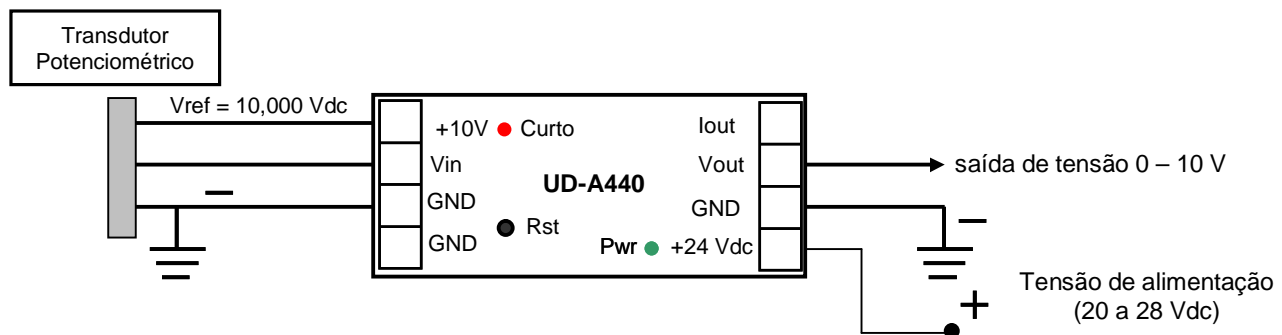 Transdutor
Potenciométrico
Vref = 10,000 Vdc
+10V
Curto
Iout
Vin
Vout
saída de tensão 0 – 10 V
UD-A440
–
GND
GND
–
GND
Rst
Pwr
+24 Vdc
+
Tensão de alimentação
(20 a 28 Vdc)